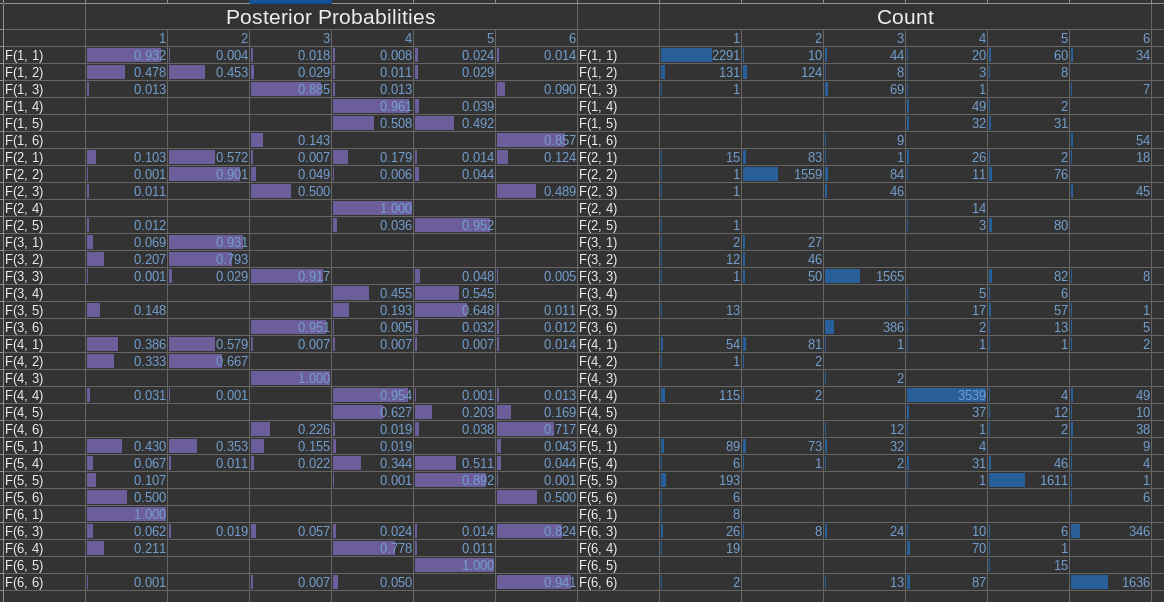 Posterior Probabilities Count
1 2 3 4 5 6 1 2 3 4 5 6
F(1, 1) 0.932 0.004 0.018 0.008 0.024 0.014 F(1, 1) 2291 10 44 20 60 34
F(1, 2) 0.478 0.453 0.029 0.011 0.029 F(1, 2) 131 124 8 3 8
F(1, 3) 0.013 0.885 0.013 0.090 F(1, 3) 1 69 1 7
F(1, 4) 0.961 0.039 F(1, 4) 49 2
F(1, 5) 0.508 0.492 F(1, 5) 32 31
F(1, 6) 0.143 0.857 F(1, 6) 9 54
F(2, 1) 0.103 0.572 0.007 0.179 0.014 0.124 F(2, 1) 15 83 1 26 2 18
F(2, 2) 0.001 0.901 0.049 0.006 0.044 F(2, 2) 1 1559 84 11 76
F(2, 3) 0.011 0.500 0.489 F(2, 3) 1 46 45
F(2, 4) 1.000 F(2, 4) 14
F(2, 5) 0.012 0.036 0.952 F(2, 5) 1 3 80
F(3, 1) 0.069 0.931 F(3, 1) 2 27
F(3, 2) 0.207 0.793 F(3, 2) 12 46
F(3, 3) 0.001 0.029 0.917 0.048 0.005 F(3, 3) 1 50 1565 82 8
F(3, 4) 0.455 0.545 F(3, 4) 5 6
F(3, 5) 0.148 0.193 0.648 0.011 F(3, 5) 13 17 57 1
F(3, 6) 0.951 0.005 0.032 0.012 F(3, 6) 386 2 13 5
F(4, 1) 0.386 0.579 0.007 0.007 0.007 0.014 F(4, 1) 54 81 1 1 1 2
F(4, 2) 0.333 0.667 F(4, 2) 1 2
F(4, 3) 1.000 F(4, 3) 2
F(4, 4) 0.031 0.001 0.954 0.001 0.013 F(4, 4) 115 2 3539 4 49
F(4, 5) 0.627 0.203 0.169 F(4, 5) 37 12 10
F(4, 6) 0.226 0.019 0.038 0.717 F(4, 6) 12 1 2 38
F(5, 1) 0.430 0.353 0.155 0.019 0.043 F(5, 1) 89 73 32 4 9
F(5, 4) 0.067 0.011 0.022 0.344 0.511 0.044 F(5, 4) 6 1 2 31 46 4
F(5, 5) 0.107 0.001 0.892 0.001 F(5, 5) 193 1 1611 1
F(5, 6) 0.500 0.500 F(5, 6) 6 6
F(6, 1) 1.000 F(6, 1) 8
F(6, 3) 0.062 0.019 0.057 0.024 0.014 0.824 F(6, 3) 26 8 24 10 6 346
F(6, 4) 0.211 0.778 0.011 F(6, 4) 19 70 1
F(6, 5) 1.000 F(6, 5) 15
F(6, 6) 0.001 0.007 0.050 0.941 F(6, 6) 2 13 87 1636